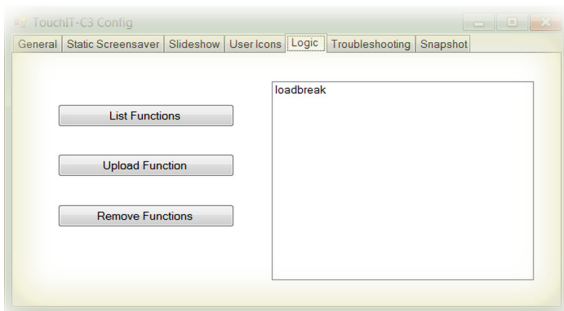 TouchIT-C3 Config
General Static Screensaver Slideshow User Icons Logic Troubleshooting Snapshot
loadbreak
List Functions
Upload Function
Remove Functions